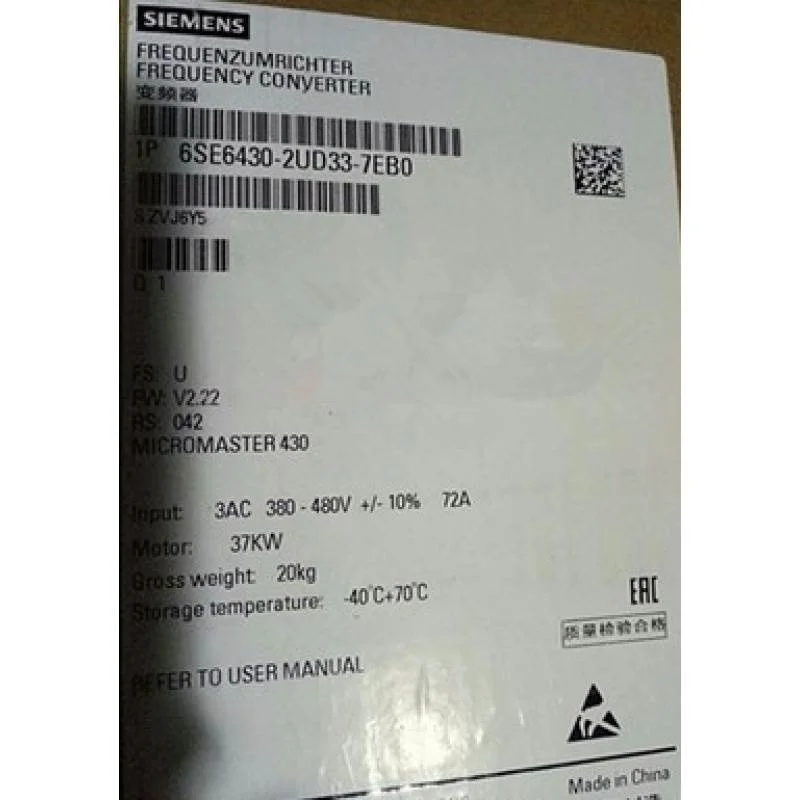 SIEMENS
FREQUENZUMRICHTER
FREQUENCY CONVERTER
变频器
1P 6SE6430-2UD33-7EB0
SZVJ6Y5
Q 1
FS: U
FW: V2.22
RS: 042
MICROMASTER 430
Input: 3AC 380 - 480V +/- 10% 72A
Motor: 37KW
Gross weight: 20kg
Storage temperature: -40°C+70°C
EAC
质量检验合格
REFER TO USER MANUAL
Made in China